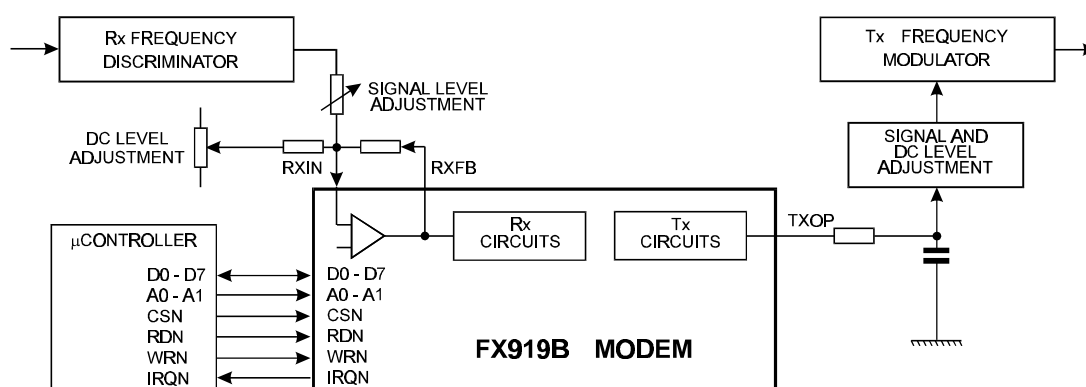 Rx FREQUENCY
DISCRIMINATOR
Tx FREQUENCY
MODULATOR
SIGNAL LEVEL
ADJUSTMENT
DC LEVEL
ADJUSTMENT
RXIN
RXFB
SIGNAL AND
DC LEVEL
ADJUSTMENT
µCONTROLLER
Rx
CIRCUITS
Tx
CIRCUITS
TXOP
D0 - D7
A0 - A1
CSN
RDN
WRN
IRQN
D0 - D7
A0 - A1
CSN
RDN
WRN
IRQN
FX919B MODEM